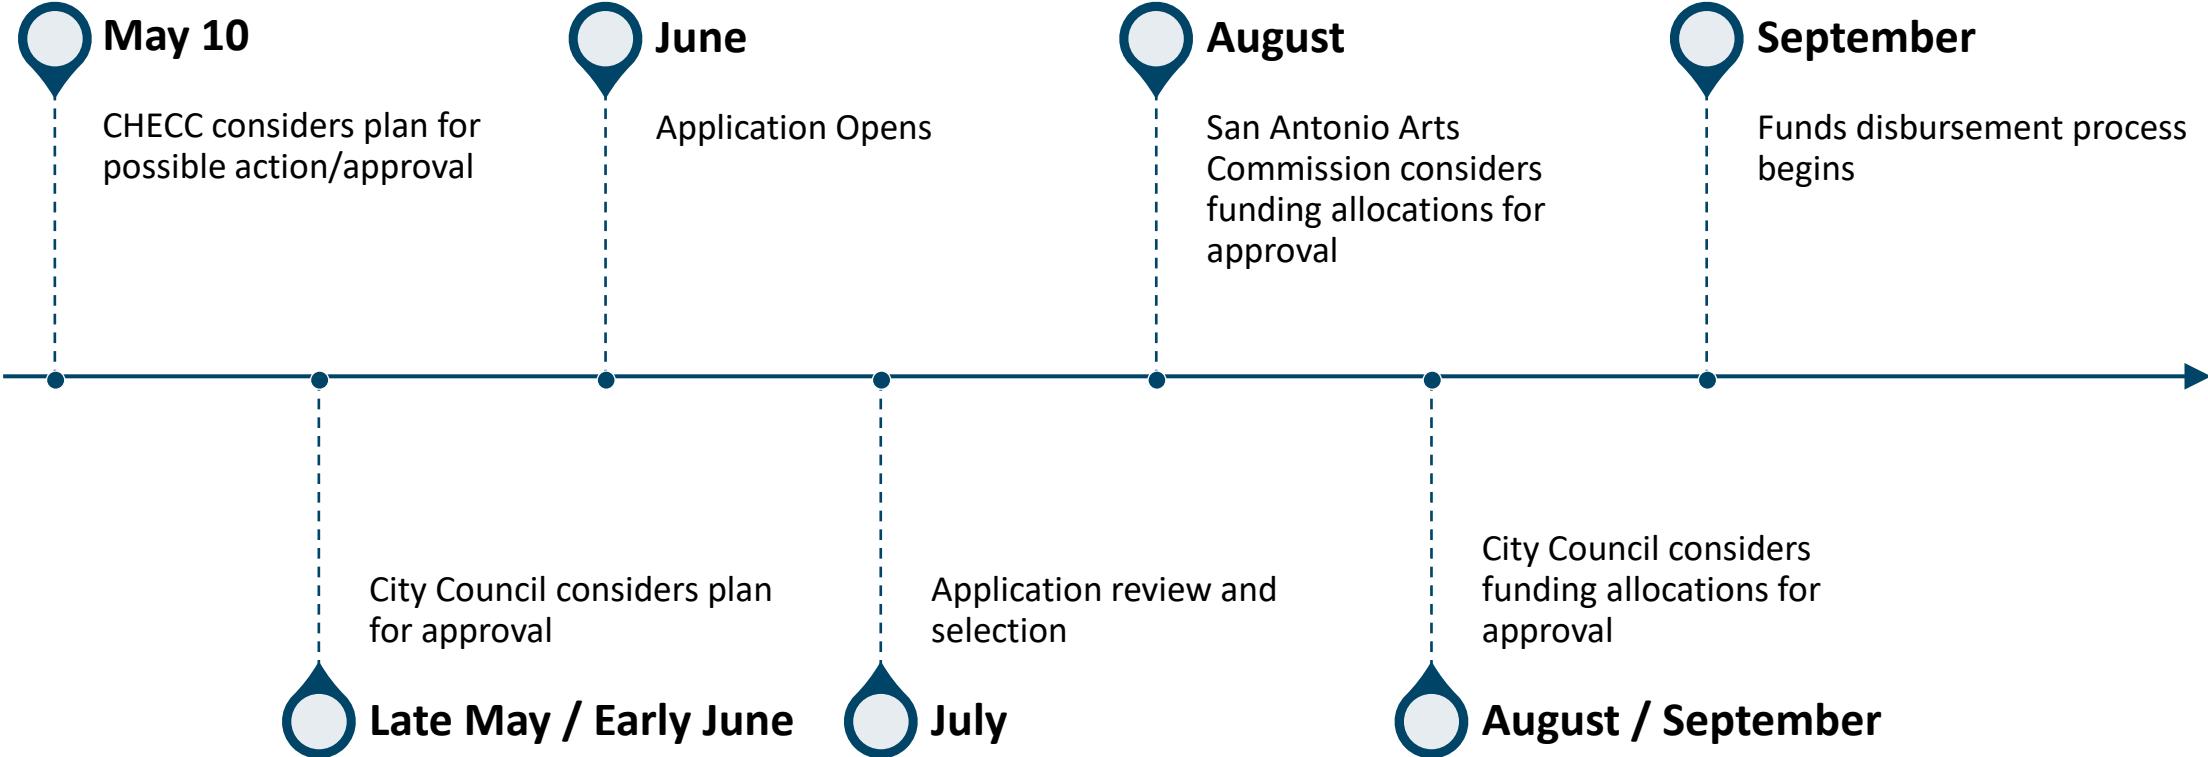 May 10
CHECC considers plan for
possible action/approval
June
Application Opens
August
San Antonio Arts
Commission considers
funding allocations for
approval
September
Funds disbursement process
begins
City Council considers plan
for approval
Late May / Early June
Application review and
selection
July
City Council considers
funding allocations for
approval
August / September